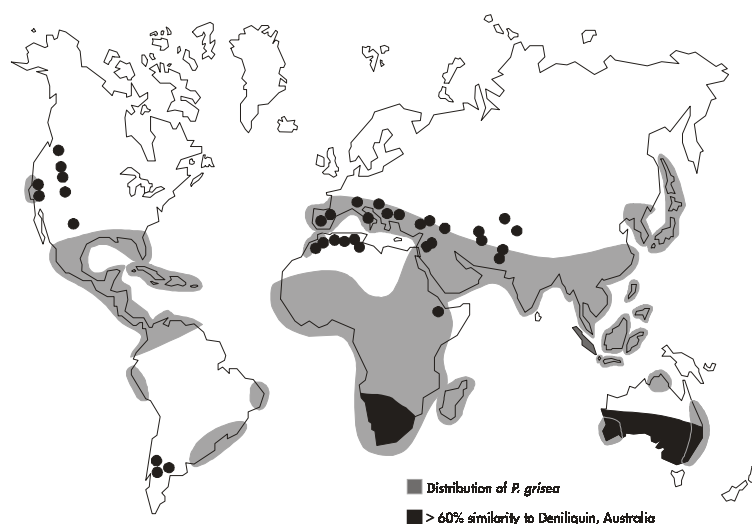 Distribution of P. grisea
> 60% similarity to Deniliquin, Australia